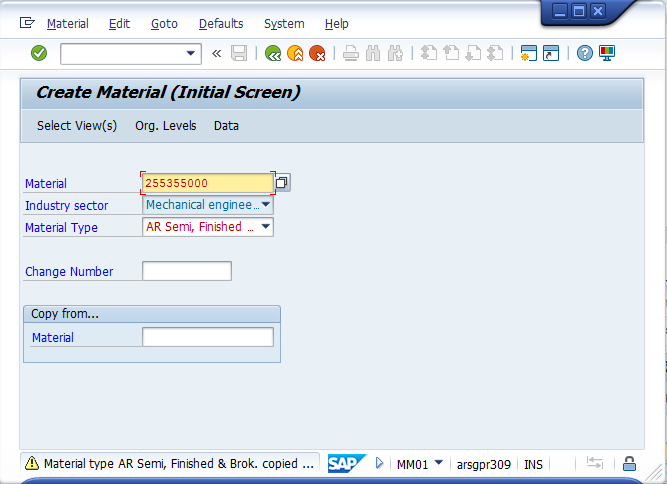 Material Edit Goto Defaults System Help
Create Material (Initial Screen)
Select View(s) Org. Levels Data
Material 255355000
Industry sector Mechanical enginee...
Material Type AR Semi, Finished ...
Change Number
Copy from...
Material
Material type AR Semi, Finished & Brok. copied ... SAP MM01 arsgpr309 INS